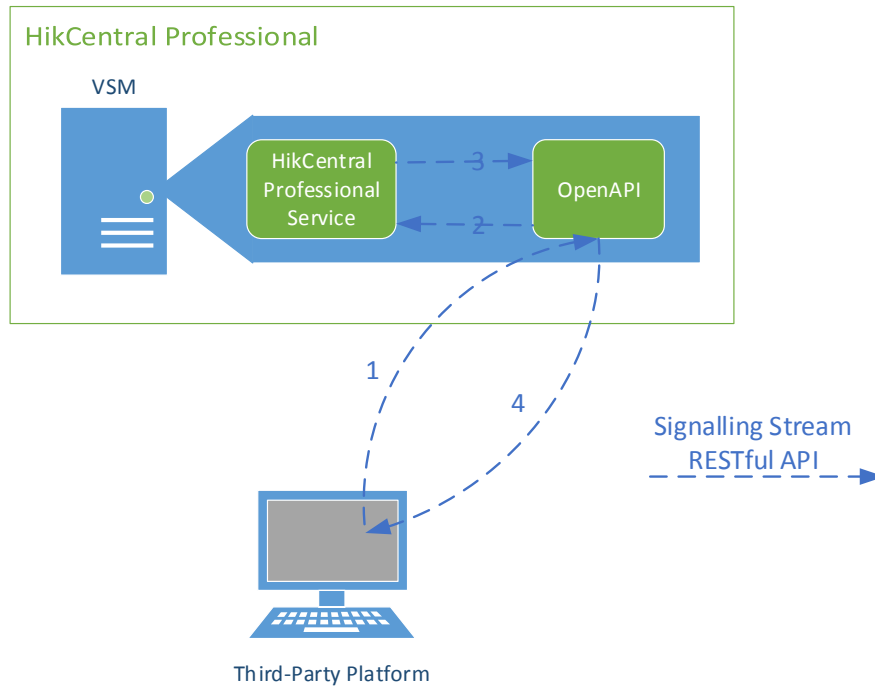 HikCentral Professional
VSM
HikCentral
Professional
Service
3
OpenAPI
2
1
4
Signalling Stream
RESTful API
Third-Party Platform